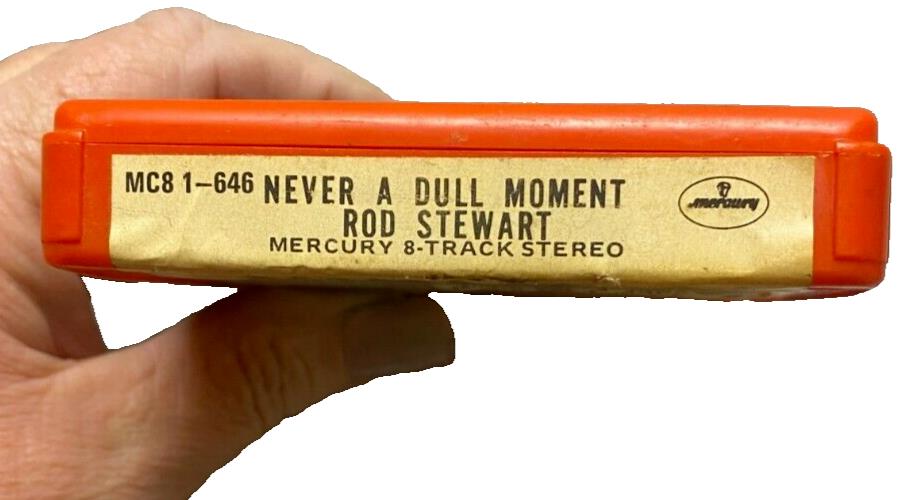 MC8 1–646 NEVER A DULL MOMENT
ROD STEWART
MERCURY 8-TRACK STEREO
mercury